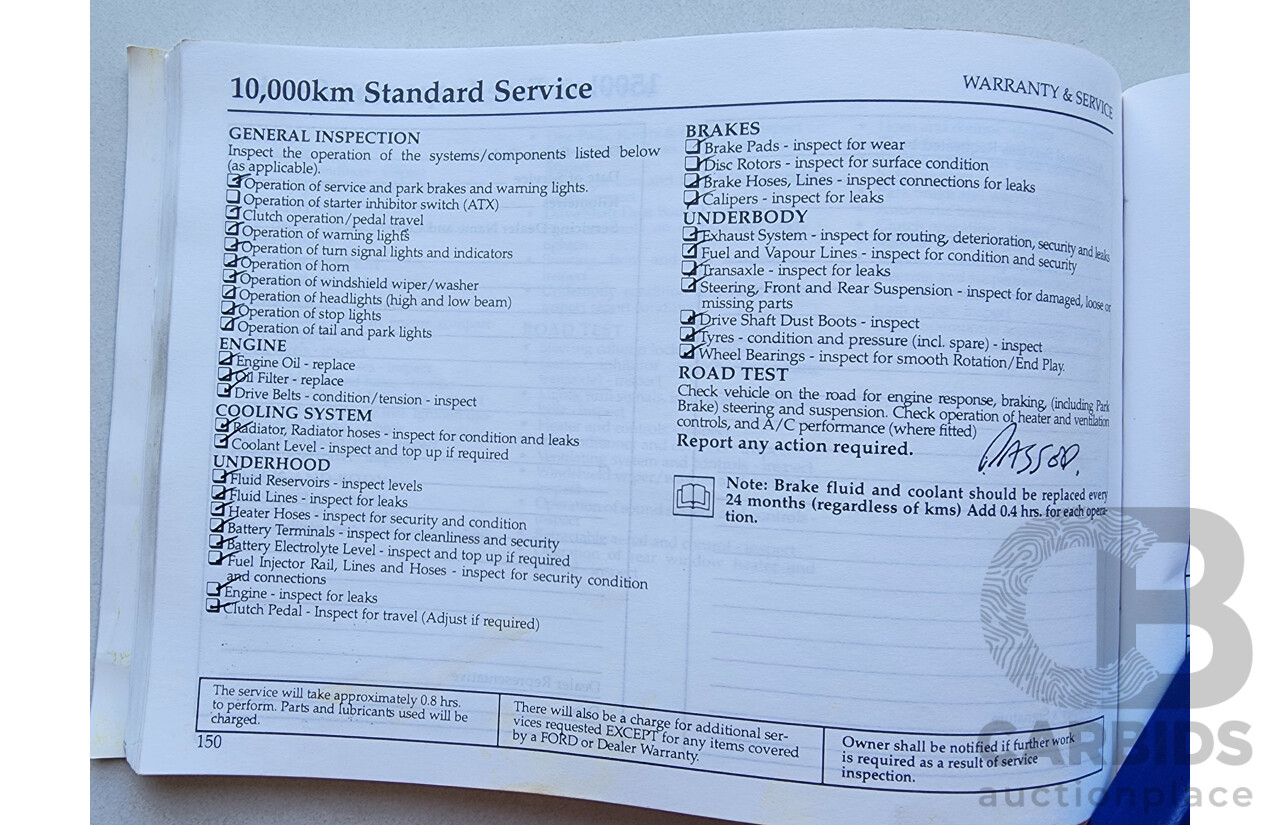 10,000km Standard Service
WARRANTY & SERVICE
GENERAL INSPECTION
Inspect the operation of the systems/components listed below
(as applicable).
Operation of service and park brakes and warning lights.
Operation of starter inhibitor switch (ATX)
Clutch operation/pedal travel
Operation of warning lights
Operation of turn signal lights and indicators
Operation of horn
Operation of windshield wiper/washer
Operation of headlights (high and low beam)
Operation of stop lights
Operation of tail and park lights
ENGINE
Engine Oil - replace
Oil Filter - replace
Drive Belts - condition/tension - inspect
COOLING SYSTEM
Radiator, Radiator hoses - inspect for condition and leaks
Coolant Level - inspect and top up if required
UNDERHOOD
Fluid Reservoirs - inspect levels
Fluid Lines - inspect for leaks
Heater Hoses - inspect for security and condition
Battery Terminals - inspect for cleanliness and security
Battery Electrolyte Level - inspect and top up if required
Fuel Injector Rail, Lines and Hoses - inspect for security condition
and connections
Engine - inspect for leaks
Clutch Pedal - Inspect for travel (Adjust if required)
BRAKES
Brake Pads - inspect for wear
Disc Rotors - inspect for surface condition
Brake Hoses, Lines - inspect connections for leaks
Calipers - inspect for leaks
UNDERBODY
Exhaust System - inspect for routing, deterioration, security and leaks
Fuel and Vapour Lines - inspect for condition and security
Transaxle - inspect for leaks
Steering, Front and Rear Suspension - inspect for damaged, loose or
missing parts
Drive Shaft Dust Boots - inspect
Tyres - condition and pressure (incl. spare) - inspect
Wheel Bearings - inspect for smooth Rotation/End Play.
ROAD TEST
Check vehicle on the road for engine response, braking, (including Park
Brake) steering and suspension. Check operation of heater and ventilation
controls, and A/C performance (where fitted)
Report any action required.
PASSED.
Note: Brake fluid and coolant should be replaced every
24 months (regardless of kms) Add 0.4 hrs. for each opera-
tion.
The service will take approximately 0.8 hrs.
to perform. Parts and lubricants used will be
charged.
There will also be a charge for additional ser-
vices requested EXCEPT for any items covered
by a FORD or Dealer Warranty.
Owner shall be notified if further work
is required as a result of service
inspection.
150
CB
CARBIDS
auctionplace